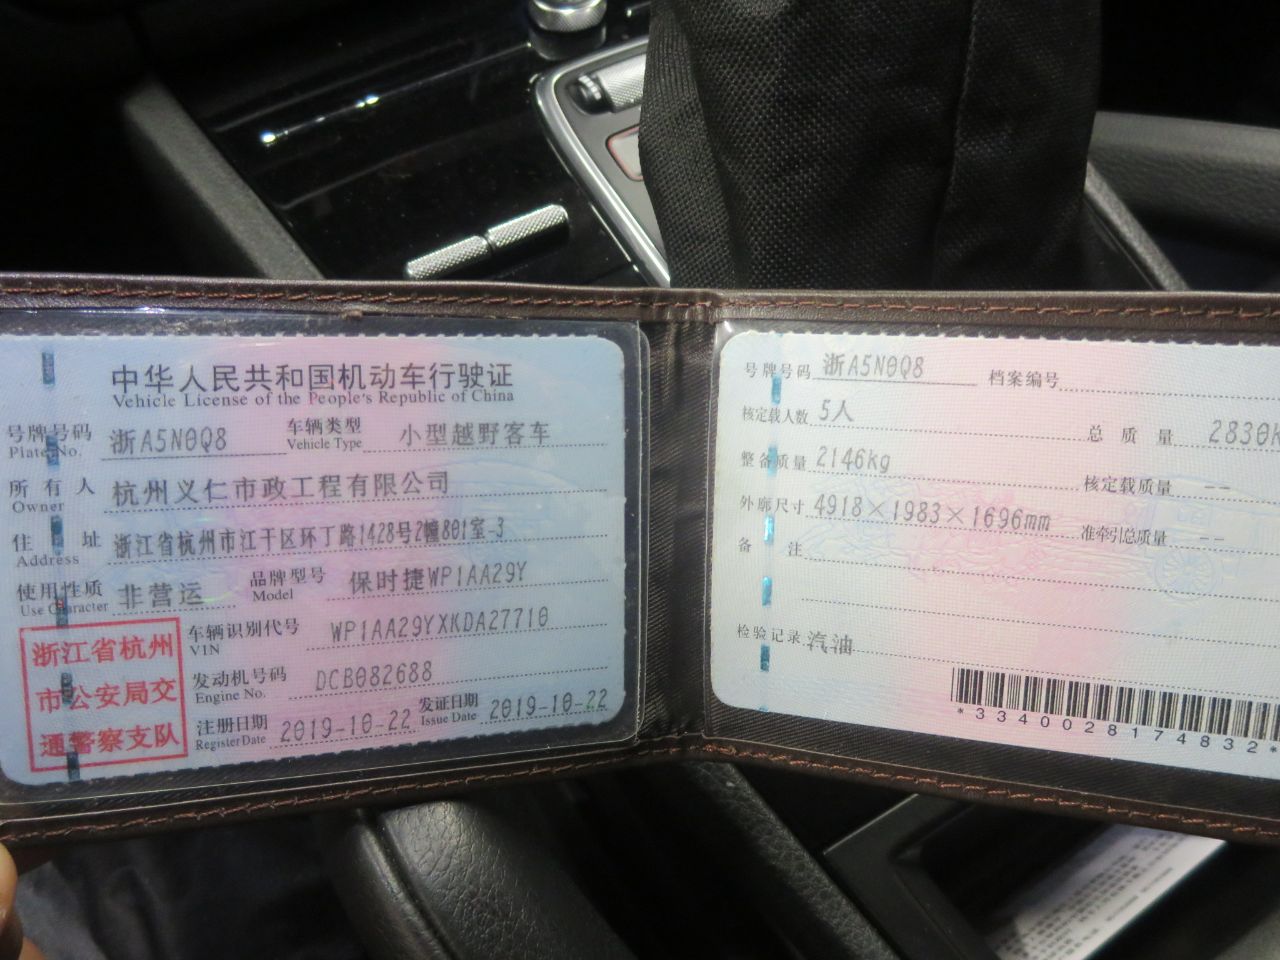 中华人民共和国机动车行驶证
Vehicle License of the People's Republic of China
号牌号码 浙A5N0Q8 车辆类型 小型越野客车
Plate No. Vehicle Type
所有人 杭州义仁市政工程有限公司
Owner
住址 浙江省杭州市江干区环丁路1428号2幢801室-3
Address
使用性质 非营运 品牌型号 保时捷WP1AA29Y
Use Character Model
车辆识别代号 WP1AA29YXKDA27710
VIN
发动机号码 DCB082688
Engine No.
注册日期 2019-10-22 发证日期 2019-10-22
Register Date Issue Date
浙江省杭州
市公安局交
通警察支队
号牌号码 浙A5N0Q8 档案编号
核定载人数 5人 总质量 2830K
整备质量 2146kg 核定载质量 --
外廓尺寸 4918×1983×1696mm 准牵引总质量 --
备注
检验记录 汽油
*3340028174832*